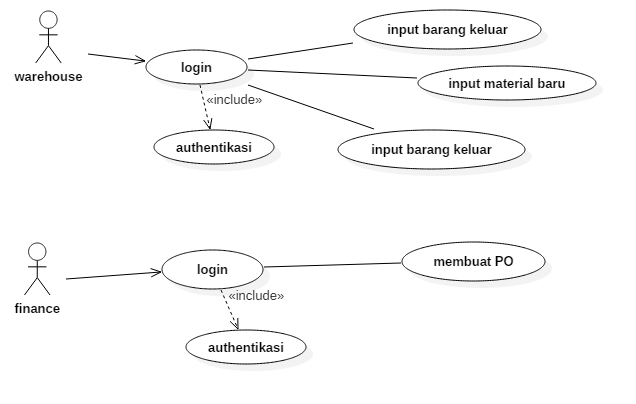 input barang keluar
login
warehouse
input material baru
«include»
authentikasi
input barang keluar
login
membuat PO
«include»
finance
authentikasi